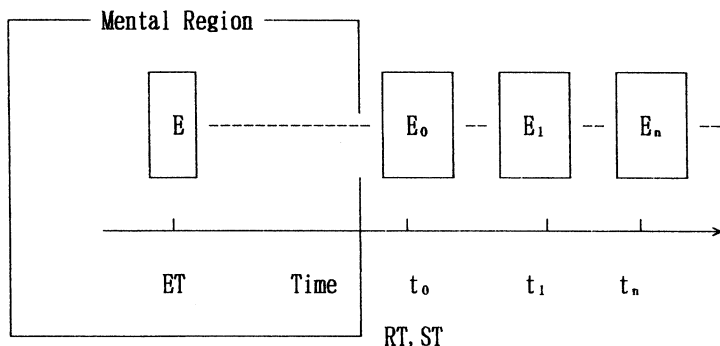 Mental Region
E E₀ E₁ Eₙ
ET Time t₀ t₁ tₙ
RT, ST